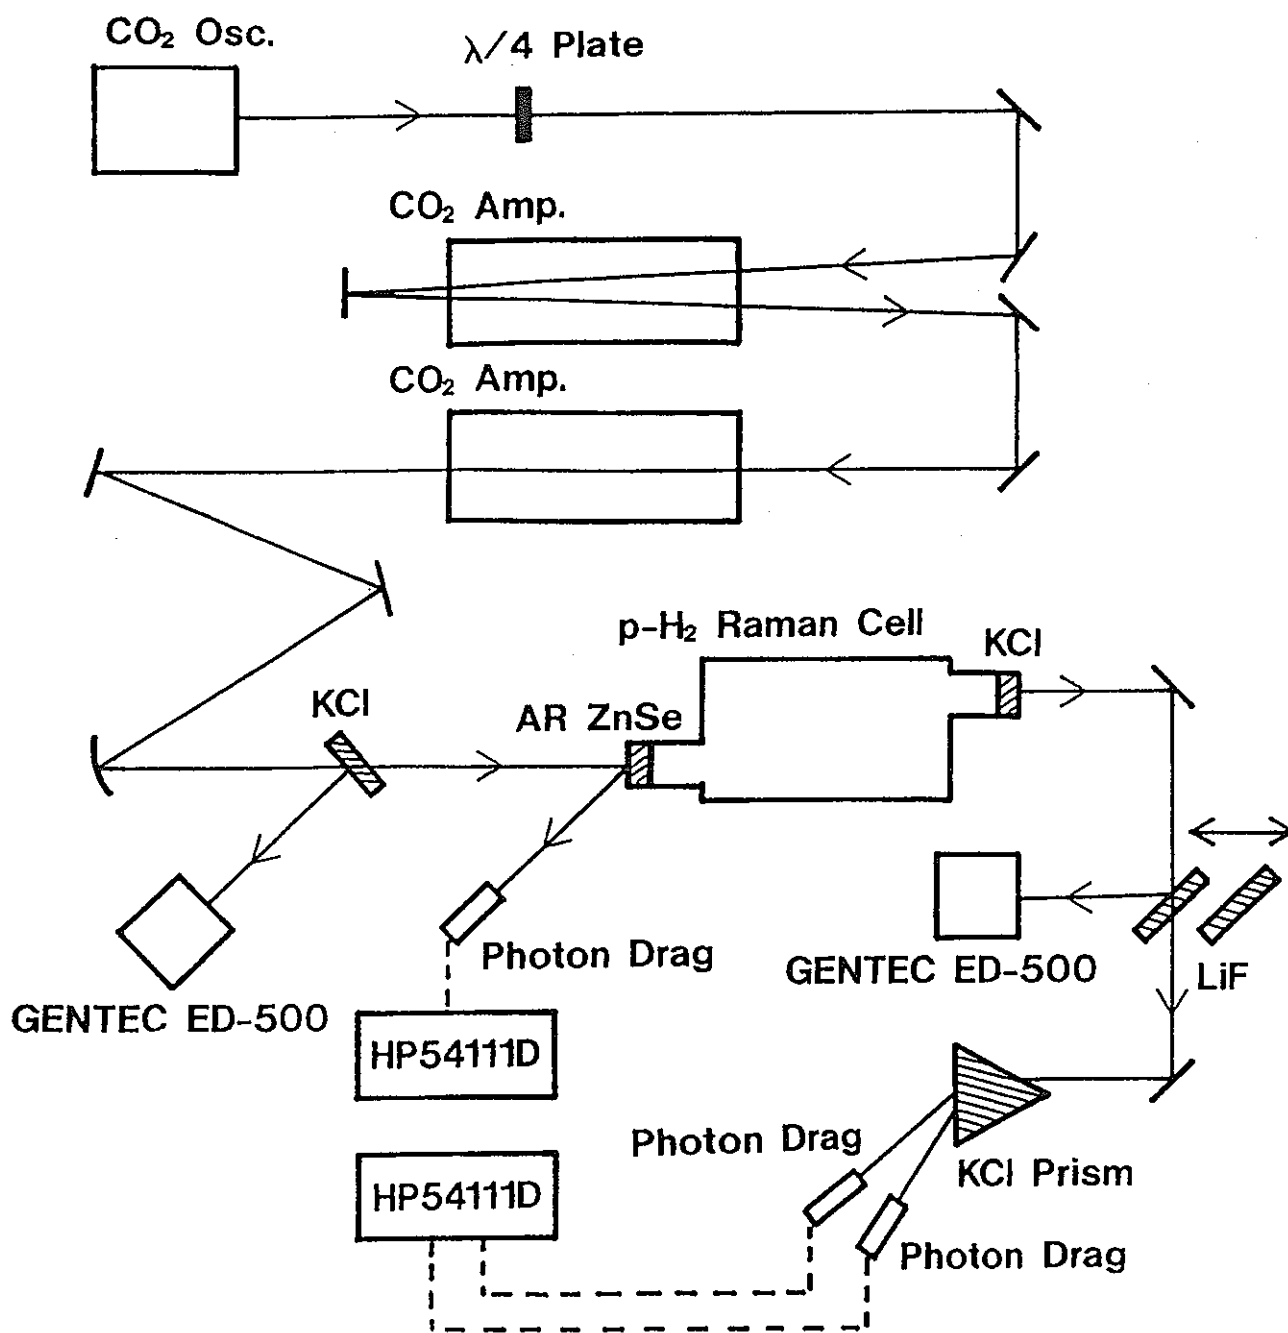 CO₂ Osc.
λ/4 Plate
CO₂ Amp.
CO₂ Amp.
p-H₂ Raman Cell
KCl
KCl
AR ZnSe
Photon Drag
GENTEC ED-500
LiF
GENTEC ED-500
HP54111D
Photon Drag
KCl Prism
HP54111D
Photon Drag